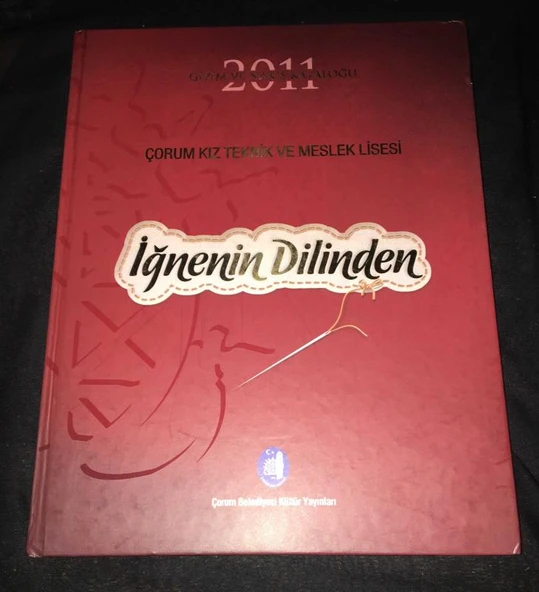 2011
VE KATALOĞU
ÇORUM KIZ TEKNİK VE MESLEK LİSESİ
İğnenin Dilinden
Çorum Belediyesi Kültür Yayınları